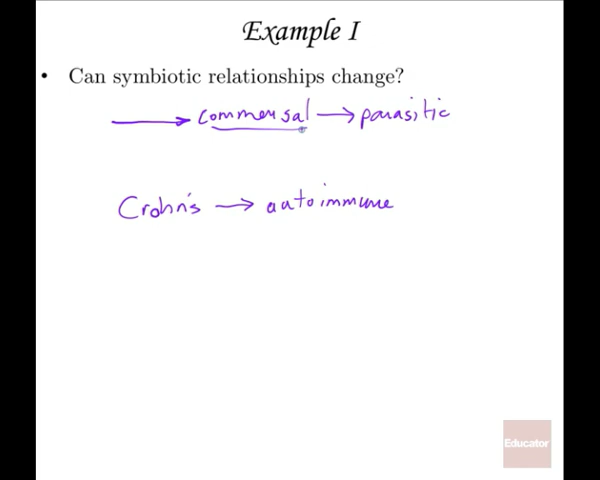 Example I
• Can symbiotic relationships change?
→ commensal → parasitic
Crohn's → autoimmune
Educator